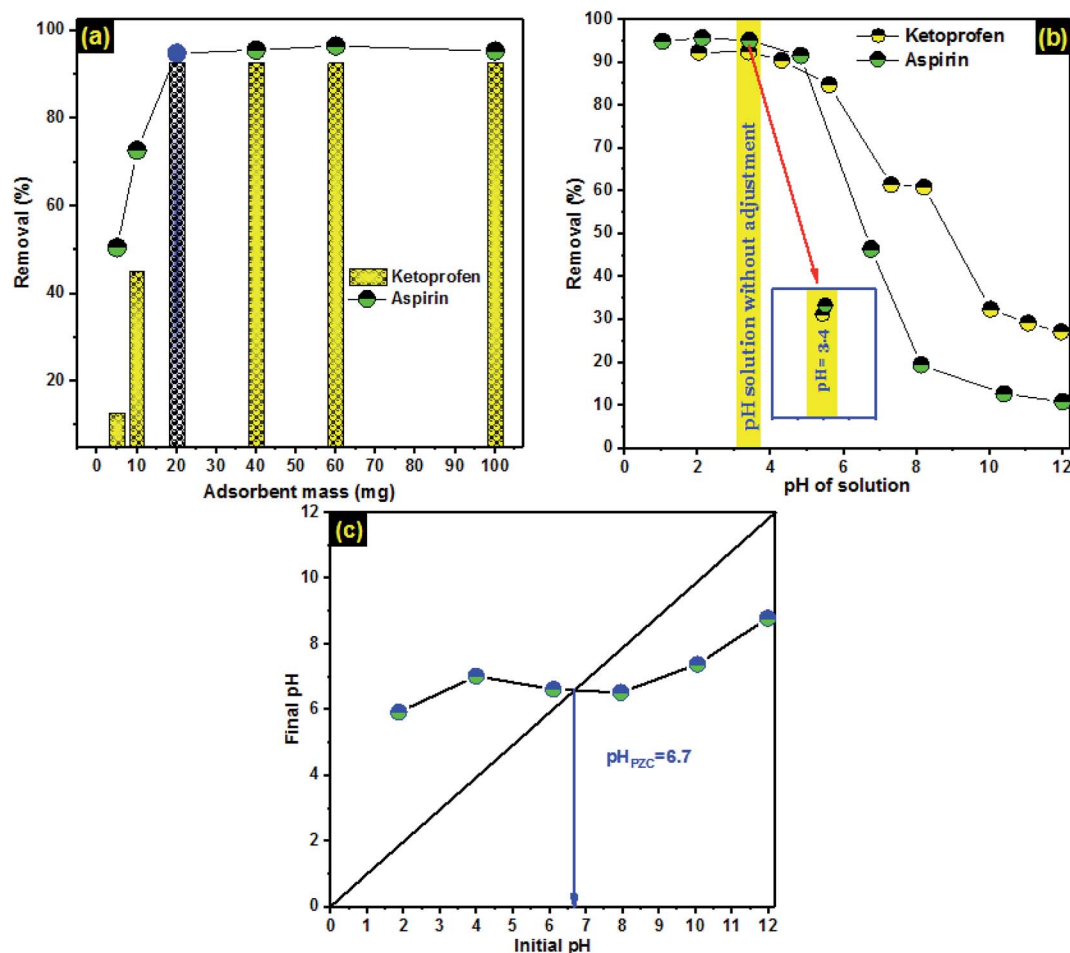 (a)
100
80
60
40
20
Removal (%)
Ketoprofen
Aspirin
0 10 20 30 40 50 60 70 80 90 100
Adsorbent mass (mg)
(b)
100
90
80
70
60
50
40
30
20
10
0
Removal (%)
Ketoprofen
Aspirin
pH solution without adjustment
pH= 3.4
0 2 4 6 8 10 12
pH of solution
(c)
12
10
8
6
4
2
0
Final pH
pHPZC=6.7
0 1 2 3 4 5 6 7 8 9 10 11 12
Initial pH